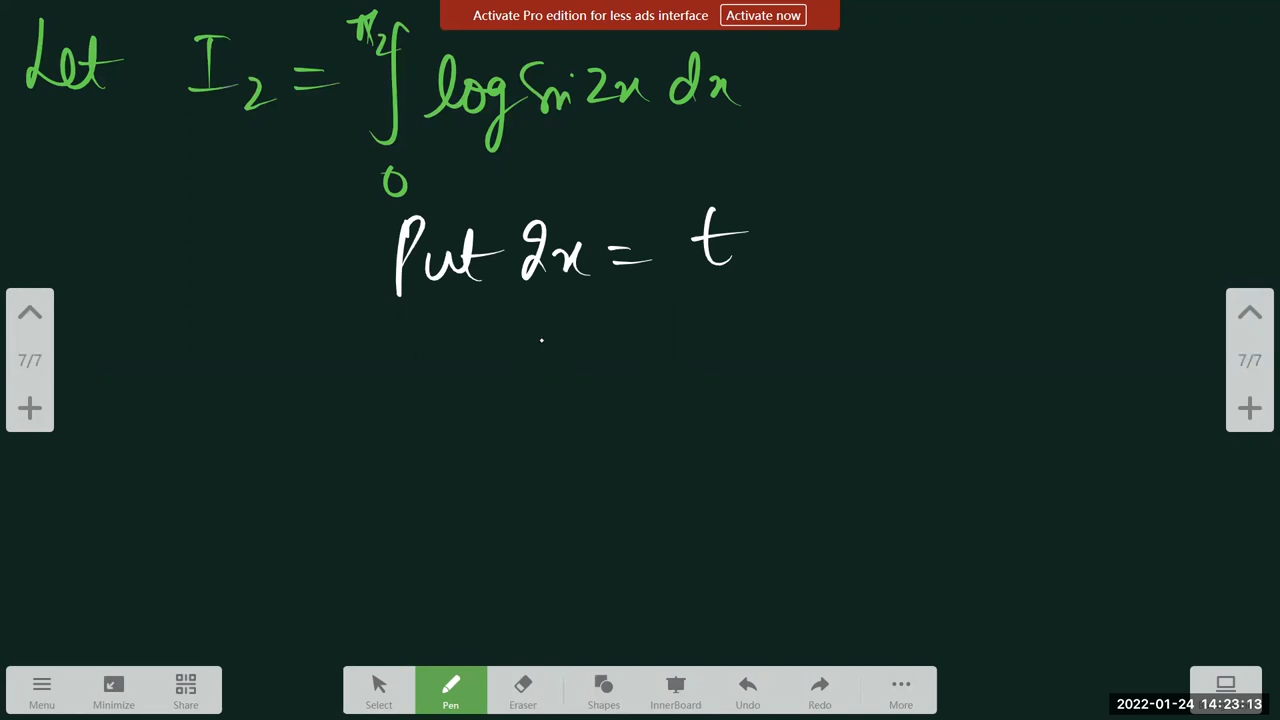 Activate Pro edition for less ads interface Activate now
Let I₂ = ∫₀^(π/2) log sin 2x dx
Put 2x = t
7/7 7/7
Menu Minimize Share Select Pen Eraser Shapes InnerBoard Undo Redo More
2022-01-24 14:23:13